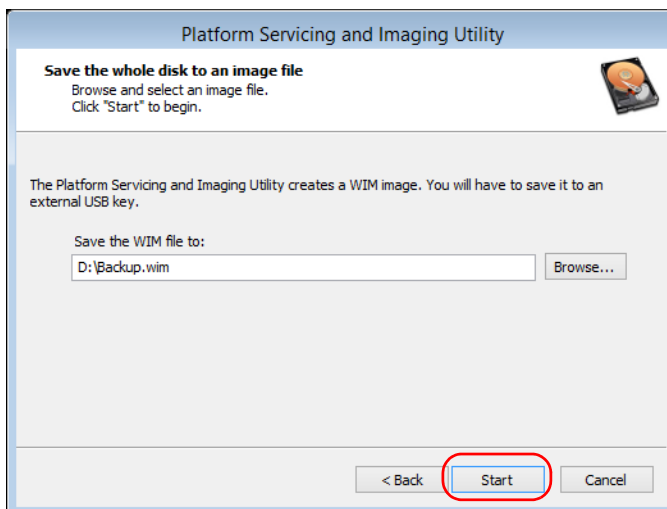 Platform Servicing and Imaging Utility
Save the whole disk to an image file
Browse and select an image file.
Click "Start" to begin.
The Platform Servicing and Imaging Utility creates a WIM image. You will have to save it to an
external USB key.
Save the WIM file to:
D:\Backup.wim
Browse...
< Back
Start
Cancel